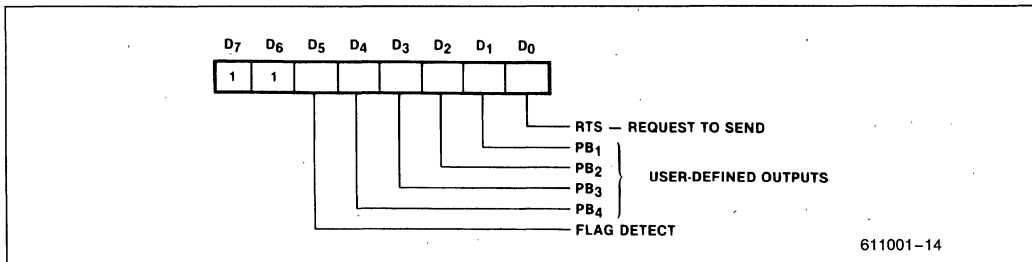 D7 D6 D5 D4 D3 D2 D1 D0
1 1
RTS — REQUEST TO SEND
PB1
PB2
PB3
PB4
USER-DEFINED OUTPUTS
FLAG DETECT
611001-14